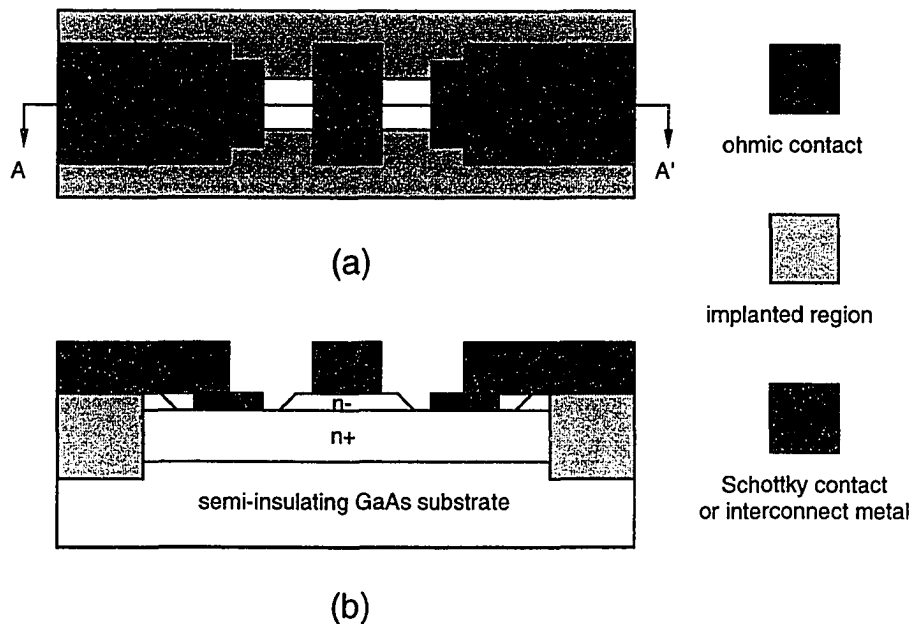 A
A'
ohmic contact
(a)
implanted region
n-
n+
semi-insulating GaAs substrate
Schottky contact
or interconnect metal
(b)